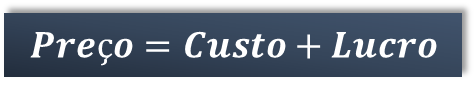 Preço = Custo + Lucro